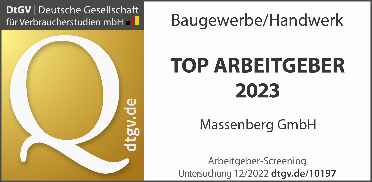 DtGV | Deutsche Gesellschaft
für Verbraucherstudien mbH
Q
dtgv.de
Baugewerbe/Handwerk
TOP ARBEITGEBER
2023
Massenberg GmbH
Arbeitgeber-Screening
Untersuchung 12/2022 dtgv.de/10197